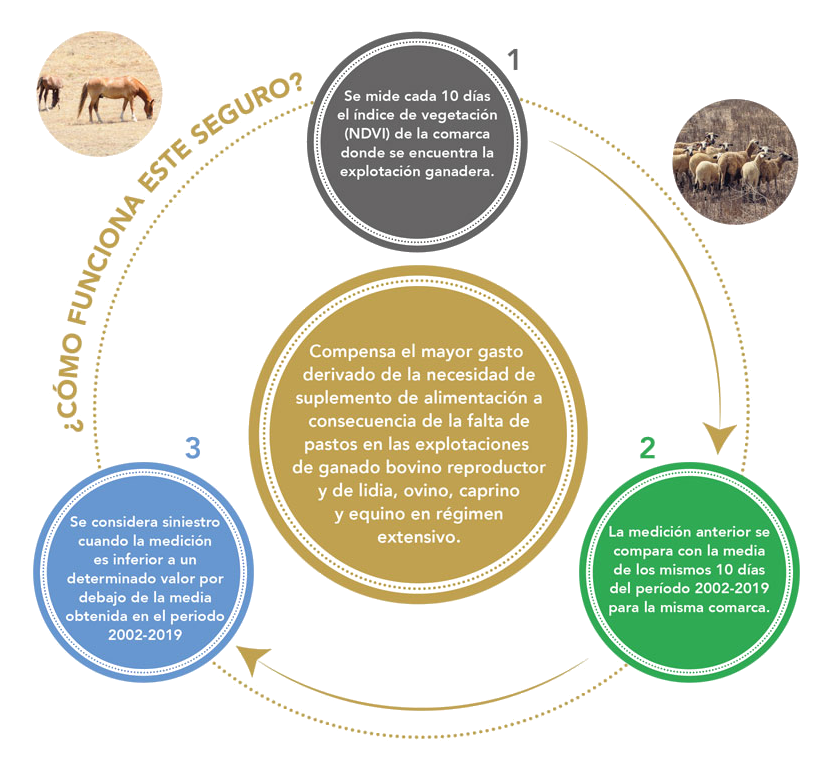 ¿CÓMO FUNCIONA ESTE SEGURO?
1
Se mide cada 10 días
el índice de vegetación
(NDVI) de la comarca
donde se encuentra la
explotación ganadera.
Compensa el mayor gasto
derivado de la necesidad de
suplemento de alimentación a
consecuencia de la falta de
pastos en las explotaciones
de ganado bovino reproductor
y de lidia, ovino, caprino
y equino en régimen
extensivo.
2
La medición anterior se
compara con la media
de los mismos 10 días
del período 2002-2019
para la misma comarca.
3
Se considera siniestro
cuando la medición
es inferior a un
determinado valor por
debajo de la media
obtenida en el periodo
2002-2019